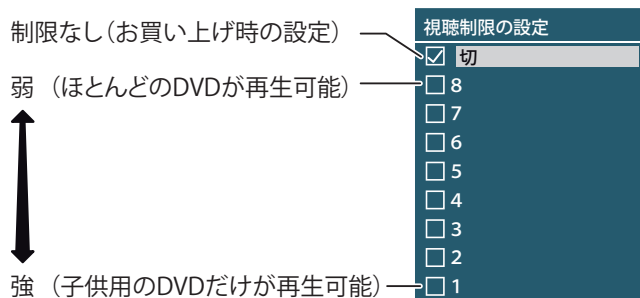 視聴制限の設定
制限なし（お買い上げ時の設定）
切
弱 （ほとんどのDVDが再生可能）
8
7
6
5
4
3
2
強 （子供用のDVDだけが再生可能）
1